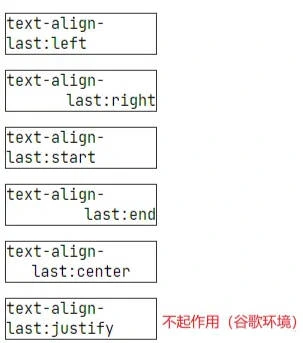 text-align-
last:left
text-align-
last:right
text-align-
last:start
text-align-
last:end
text-align-
last:center
text-align-
last:justify
不起作用（谷歌环境）